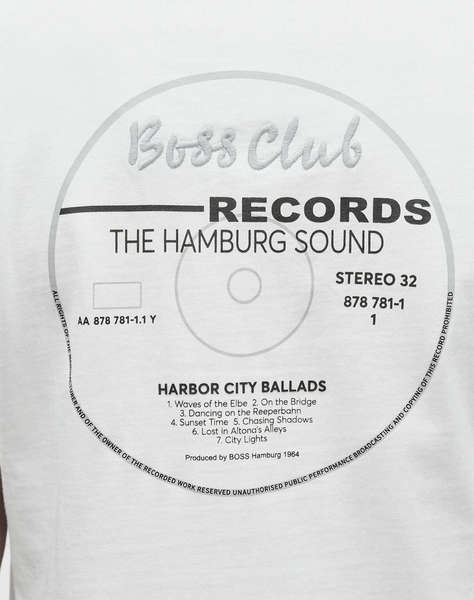 Boss Club
RECORDS
THE HAMBURG SOUND
STEREO 32
878 781-1
1
AA 878 781-1.1 Y
HARBOR CITY BALLADS
1. Waves of the Elbe 2. On the Bridge
3. Dancing on the Reeperbahn
4. Sunset Time 5. Chasing Shadows
6. Lost in Altona's Alleys
7. City Lights
Produced by BOSS Hamburg 1964
ALL RIGHTS OF THE AND OF THE OWNER OF THE RECORDED WORK RESERVED UNAUTHORISED PUBLIC PERFORMANCE BROADCASTING AND COPYING OF THIS RECORD PROHIBITED